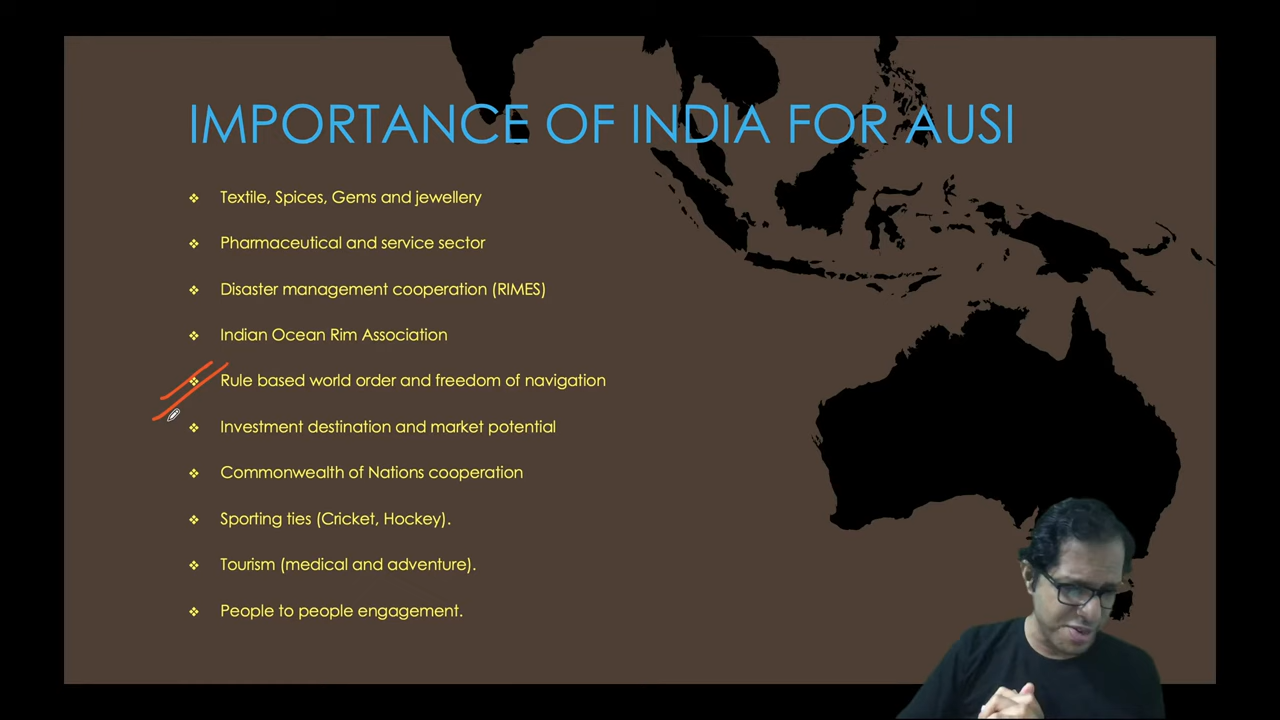 IMPORTANCE OF INDIA FOR AUSI
Textile, Spices, Gems and jewellery
Pharmaceutical and service sector
Disaster management cooperation (RIMES)
Indian Ocean Rim Association
Rule based world order and freedom of navigation
Investment destination and market potential
Commonwealth of Nations cooperation
Sporting ties (Cricket, Hockey).
Tourism (medical and adventure).
People to people engagement.